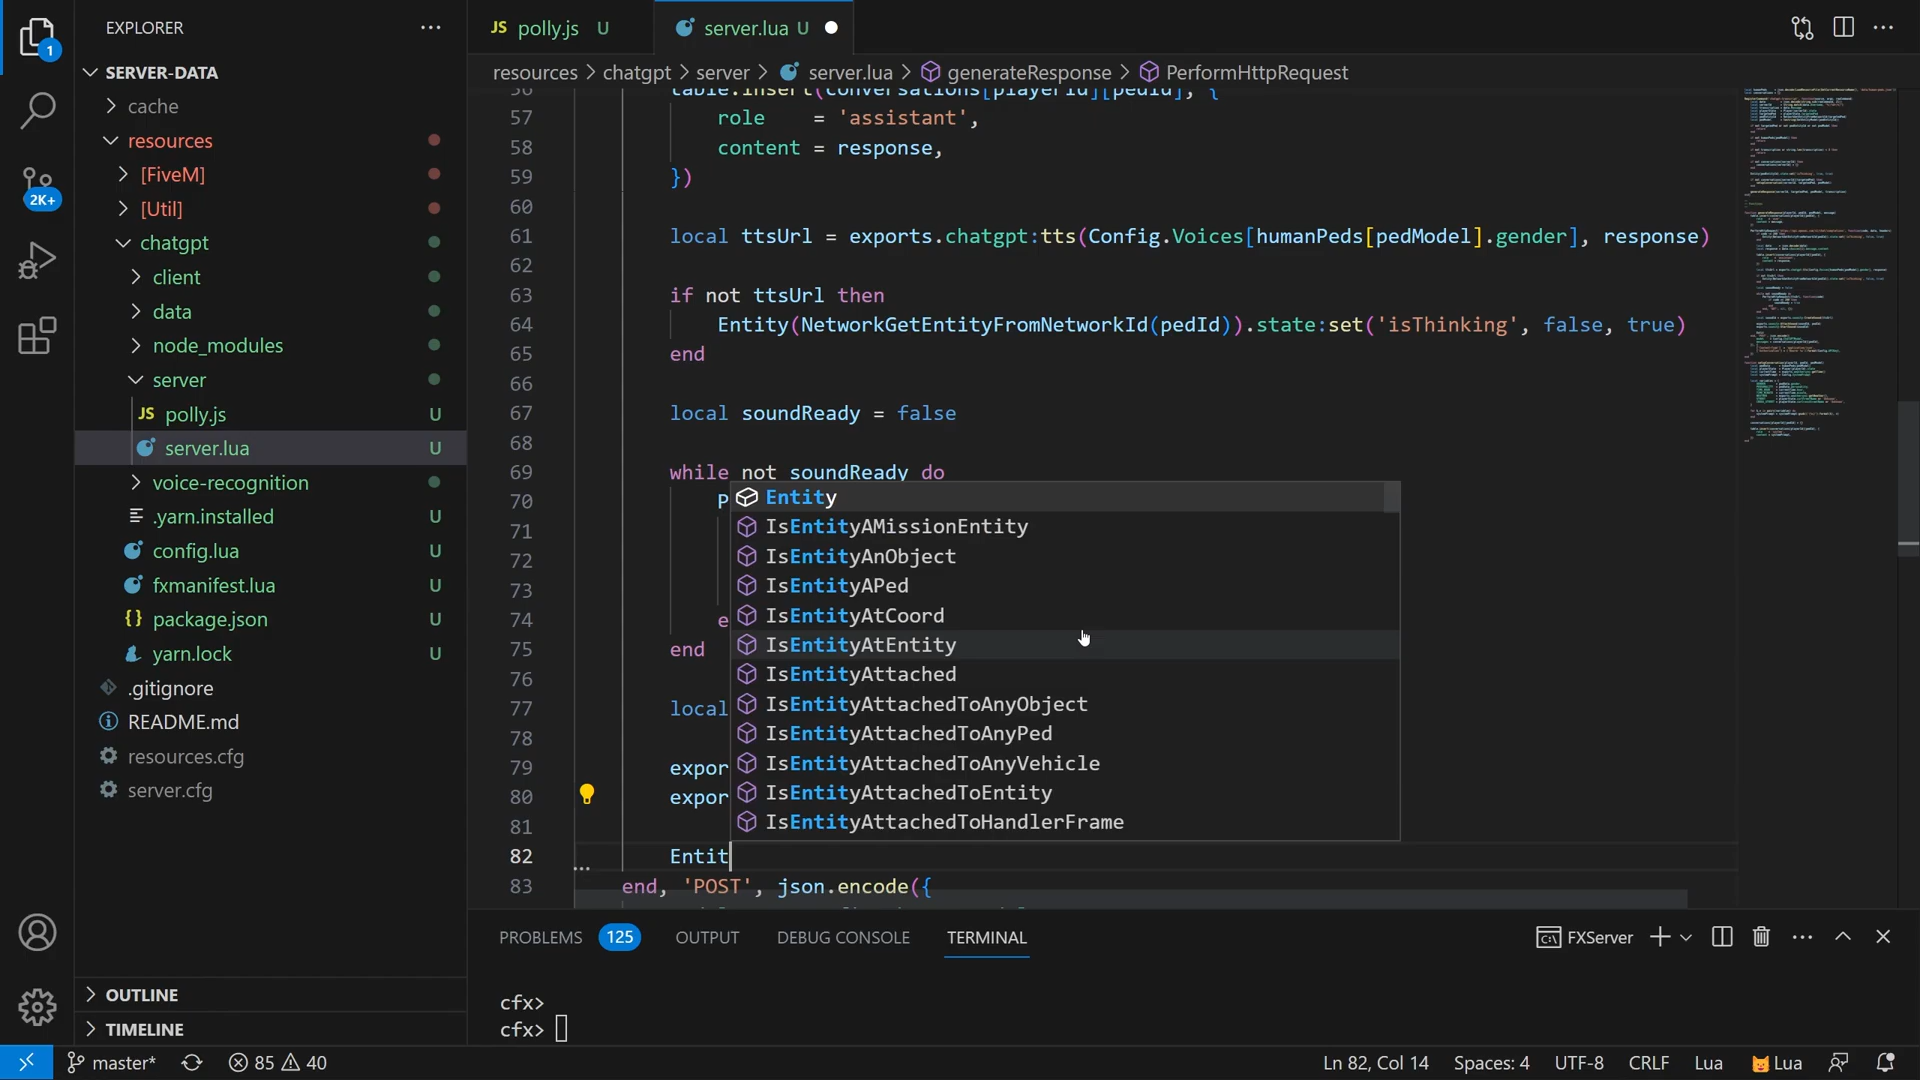 EXPLORER
SERVER-DATA
cache
resources
[FiveM]
[Util]
chatgpt
client
data
node_modules
server
JS polly.js U
server.lua U
voice-recognition
.yarn.installed U
config.lua U
fxmanifest.lua U
{} package.json U
yarn.lock U
.gitignore
README.md
resources.cfg
server.cfg
OUTLINE
TIMELINE
1
2K+
JS polly.js U
server.lua U
resources > chatgpt > server > server.lua > generateResponse > PerformHttpRequest
56 table.insert(conversations[playerId][pedId], {
57 role = 'assistant',
58 content = response,
59 })
60
61 local ttsUrl = exports.chatgpt:tts(Config.Voices[humanPeds[pedModel].gender], response)
62
63 if not ttsUrl then
64 Entity(NetworkGetEntityFromNetworkId(pedId)).state:set('isThinking', false, true)
65 end
66
67 local soundReady = false
68
69 while not soundReady do
70 P
71
72
73
74 e
75 end
76
77 local
78
79 expor
80 expor
81
82 Entit
83 end, 'POST', json.encode({
Entity
IsEntityAMissionEntity
IsEntityAnObject
IsEntityAPed
IsEntityAtCoord
IsEntityAtEntity
IsEntityAttached
IsEntityAttachedToAnyObject
IsEntityAttachedToAnyPed
IsEntityAttachedToAnyVehicle
IsEntityAttachedToEntity
IsEntityAttachedToHandlerFrame
PROBLEMS 125 OUTPUT DEBUG CONSOLE TERMINAL
FXServer
cfx>
cfx>
master* 85 40
Ln 82, Col 14 Spaces: 4 UTF-8 CRLF Lua Lua